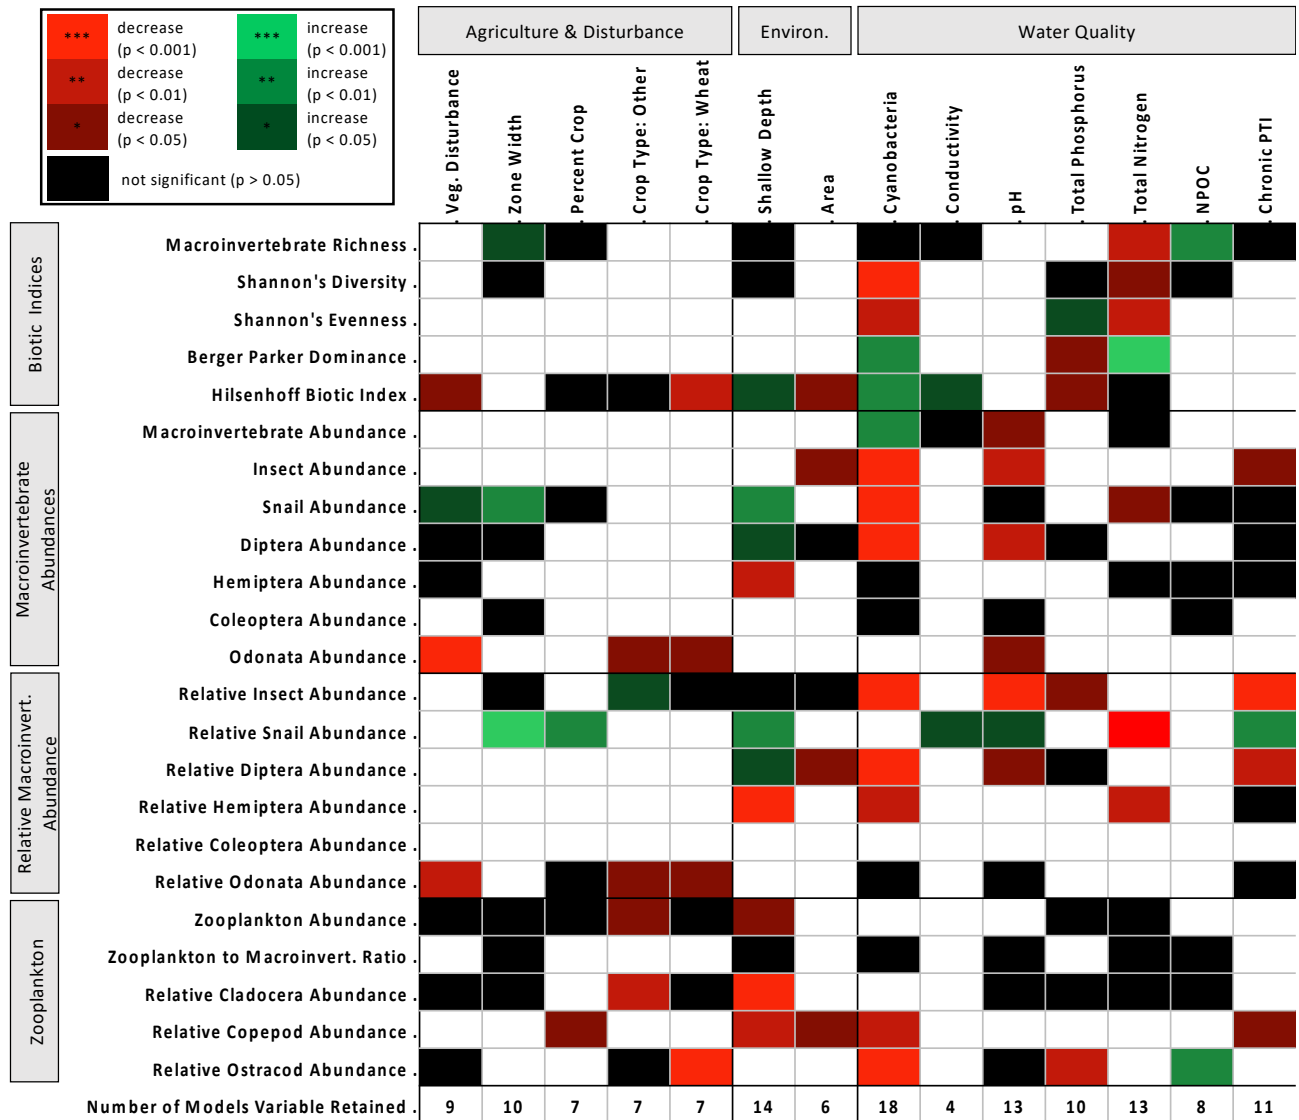 *** decrease (p < 0.001)
*** increase (p < 0.001)
** decrease (p < 0.01)
** increase (p < 0.01)
* decrease (p < 0.05)
* increase (p < 0.05)
not significant (p > 0.05)
Agriculture & Disturbance
Environ.
Water Quality
Veg. Disturbance
Zone Width
Percent Crop
Crop Type: Other
Crop Type: Wheat
Shallow Depth
Area
Cyanobacteria
Conductivity
pH
Total Phosphorus
Total Nitrogen
NPOC
Chronic PTI
Biotic Indices
Macroinvertebrate Richness .
Shannon's Diversity .
Shannon's Evenness .
Berger Parker Dominance .
Hilsenhoff Biotic Index .
Macroinvertebrate
Abundances
Macroinvertebrate Abundance .
Insect Abundance .
Snail Abundance .
Diptera Abundance .
Hemiptera Abundance .
Coleoptera Abundance .
Odonata Abundance .
Relative Macroinvert.
Abundance
Relative Insect Abundance .
Relative Snail Abundance .
Relative Diptera Abundance .
Relative Hemiptera Abundance .
Relative Coleoptera Abundance .
Relative Odonata Abundance .
Zooplankton
Zooplankton Abundance .
Zooplankton to Macroinvert. Ratio .
Relative Cladocera Abundance .
Relative Copepod Abundance .
Relative Ostracod Abundance .
Number of Models Variable Retained . 9 10 7 7 7 14 6 18 4 13 10 13 8 11